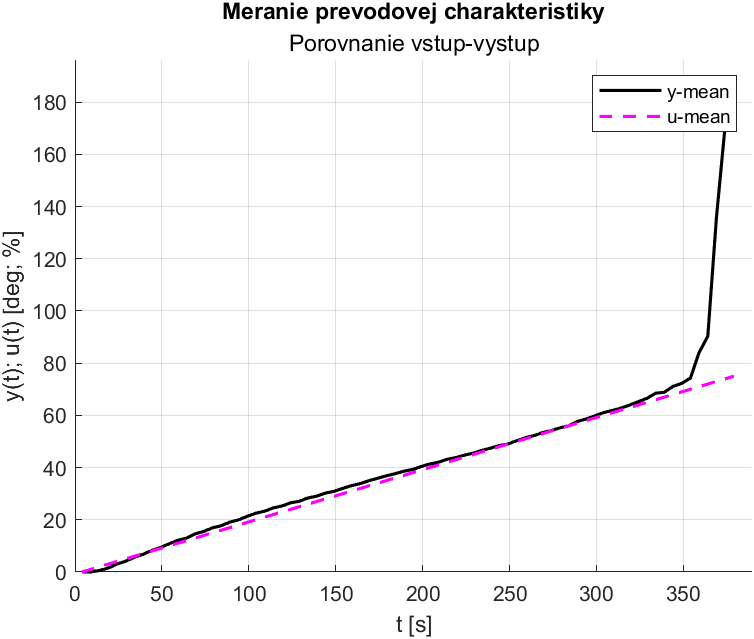 Meranie prevodovej charakteristiky
Porovnanie vstup-vystup
y-mean
u-mean
180
160
140
120
100
80
60
40
20
0
y(t); u(t) [deg; %]
0 50 100 150 200 250 300 350
t [s]